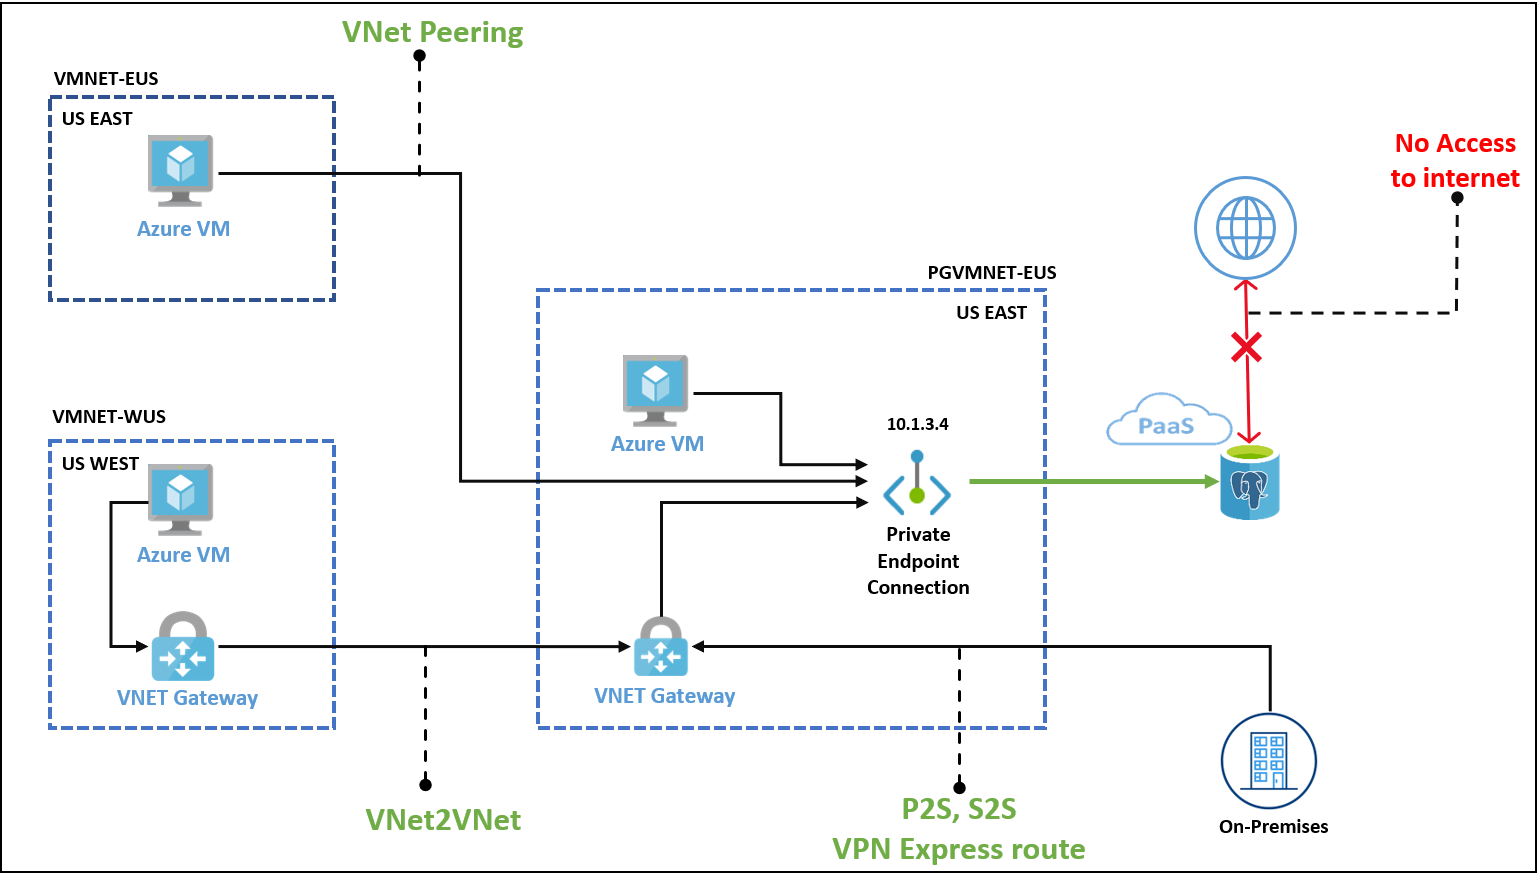 VNet Peering
VMNET-EUS
US EAST
Azure VM
No Access
to internet
PGVMNET-EUS
US EAST
Azure VM
10.1.3.4
PaaS
Private
Endpoint
Connection
VMNET-WUS
US WEST
Azure VM
VNET Gateway
VNET Gateway
VNet2VNet
P2S, S2S
VPN Express route
On-Premises